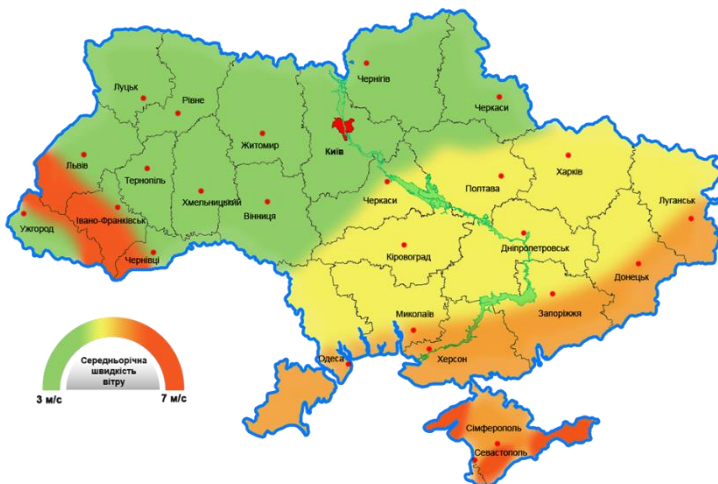 Чернігів
Луцьк
Рівне
Черкаси
Житомир
Київ
Львів
Тернопіль
Хмельницький
Вінниця
Черкаси
Полтава
Харків
Луганськ
Івано-Франківськ
Ужгород
Чернівці
Кіровоград
Дніпропетровськ
Донецьк
Запоріжжя
Миколаїв
Одеса
Херсон
Середньорічна
швидкість
вітру
3 м/с
7 м/с
Сімферополь
Севастополь